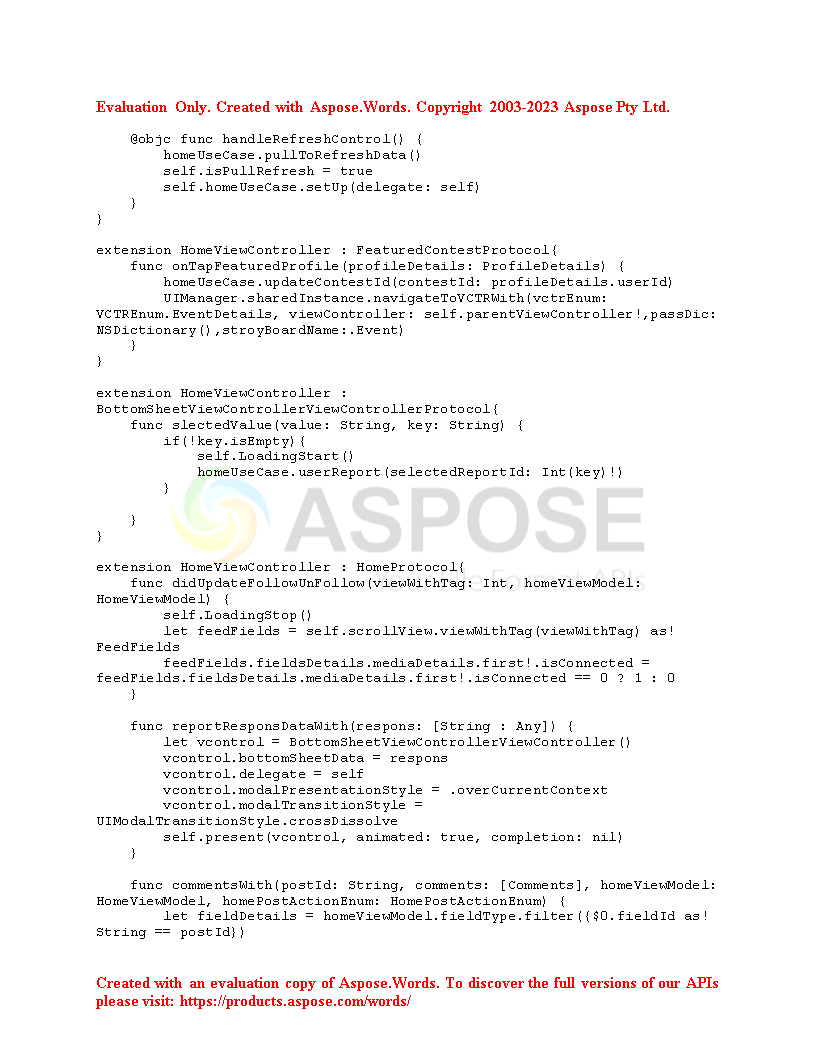 Evaluation Only. Created with Aspose.Words. Copyright 2003-2023 Aspose Pty Ltd.
    @objc func handleRefreshControl() {
        homeUseCase.pullToRefreshData()
        self.isPullRefresh = true
        self.homeUseCase.setUp(delegate: self)
    }
}
extension HomeViewController : FeaturedContestProtocol{
    func onTapFeaturedProfile(profileDetails: ProfileDetails) {
        homeUseCase.updateContestId(contestId: profileDetails.userId)
        UIManager.sharedInstance.navigateToVCTRWith(vctrEnum:
VCTREnum.EventDetails, viewController: self.parentViewController!,passDic:
NSDictionary(),stroyBoardName:.Event)
    }
}
extension HomeViewController :
BottomSheetViewControllerViewControllerProtocol{
    func slectedValue(value: String, key: String) {
        if(!key.isEmpty){
            self.LoadingStart()
            homeUseCase.userReport(selectedReportId: Int(key)!)
        }
ASPOSE
    }
}
extension HomeViewController : HomeProtocol{
    func didUpdateFollowUnFollow(viewWithTag: Int, homeViewModel:
HomeViewModel) {
        self.LoadingStop()
        let feedFields = self.scrollView.viewWithTag(viewWithTag) as!
FeedFields
        feedFields.fieldsDetails.mediaDetails.first!.isConnected =
feedFields.fieldsDetails.mediaDetails.first!.isConnected == 0 ? 1 : 0
    }
    func reportResponsDataWith(respons: [String : Any]) {
        let vcontrol = BottomSheetViewControllerViewController()
        vcontrol.bottomSheetData = respons
        vcontrol.delegate = self
        vcontrol.modalPresentationStyle = .overCurrentContext
        vcontrol.modalTransitionStyle =
UIModalTransitionStyle.crossDissolve
        self.present(vcontrol, animated: true, completion: nil)
    }
    func commentsWith(postId: String, comments: [Comments], homeViewModel:
HomeViewModel, homePostActionEnum: HomePostActionEnum) {
        let fieldDetails = homeViewModel.fieldType.filter({$0.fieldId as!
String == postId})
Created with an evaluation copy of Aspose.Words. To discover the full versions of our APIs
please visit: https://products.aspose.com/words/